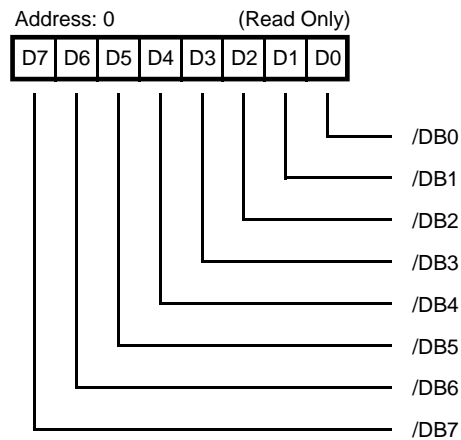 Address: 0 (Read Only)
D7 D6 D5 D4 D3 D2 D1 D0
/DB0
/DB1
/DB2
/DB3
/DB4
/DB5
/DB6
/DB7